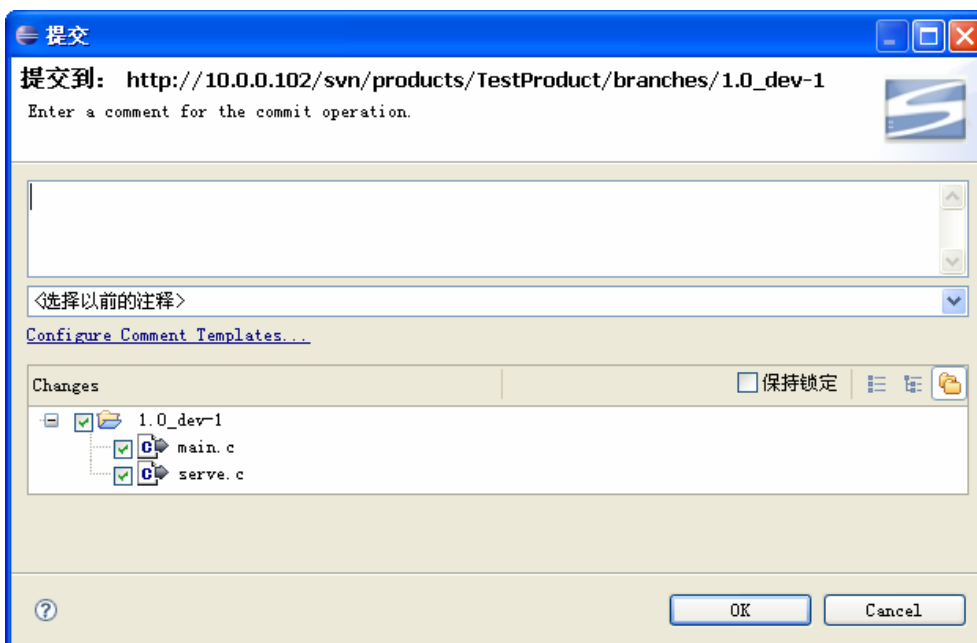 提交
提交到: http://10.0.0.102/svn/products/TestProduct/branches/1.0_dev-1
Enter a comment for the commit operation.
<选择以前的注释>
Configure Comment Templates...
Changes 保持锁定
1.0_dev-1
main.c
serve.c
OK Cancel